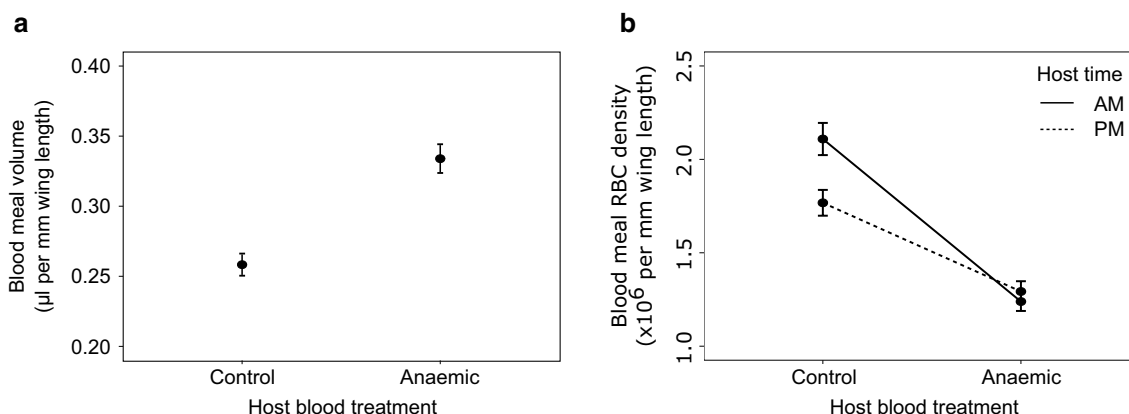 a
0.40
0.35
0.30
0.25
0.20
Blood meal volume
(µl per mm wing length)
Control
Anaemic
Host blood treatment
b
2.5
2.0
1.5
1.0
Blood meal RBC density
(x10⁶ per mm wing length)
Host time
AM
PM
Control
Anaemic
Host blood treatment